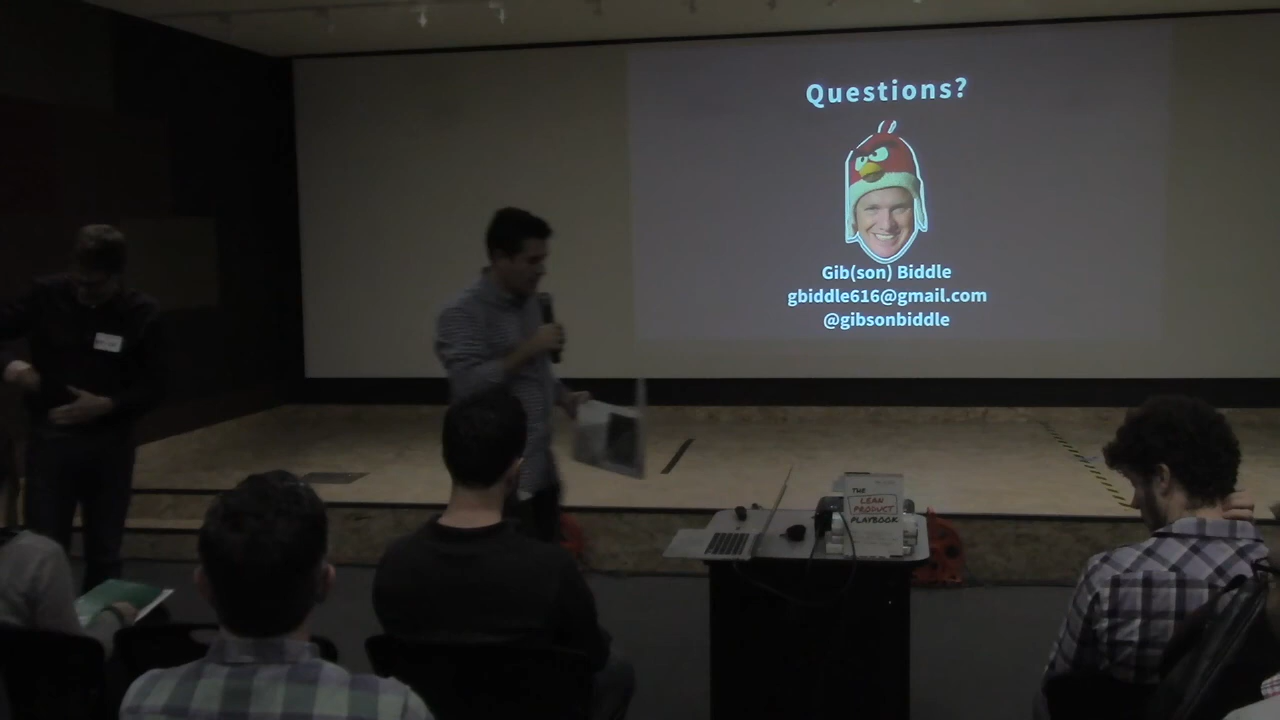 Questions?
Gib(son) Biddle
gbiddle616@gmail.com
@gibsonbiddle
THE
LEAN
PRODUCT
PLAYBOOK